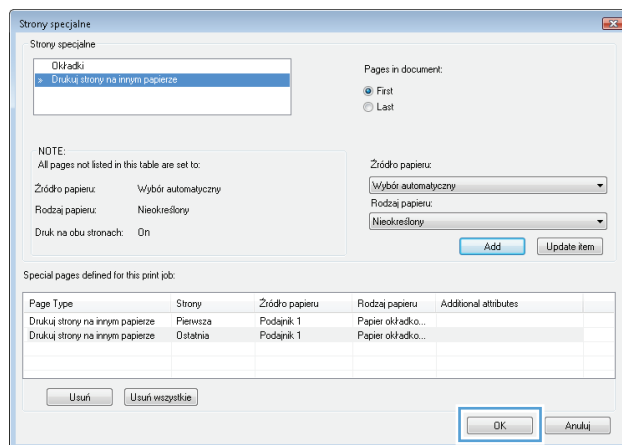 Strony specjalne
Strony specjalne
Okładki
» Drukuj strony na innym papierze
Pages in document:
First
Last
NOTE:
All pages not listed in this table are set to:
Źródło papieru: Wybór automatyczny
Rodzaj papieru: Nieokreślony
Druk na obu stronach: On
Źródło papieru:
Wybór automatyczny
Rodzaj papieru:
Nieokreślony
Add Update item
Special pages defined for this print job:
Page Type Strony Źródło papieru Rodzaj papieru Additional attributes
Drukuj strony na innym papierze Pierwsza Podajnik 1 Papier okładko...
Drukuj strony na innym papierze Ostatnia Podajnik 1 Papier okładko...
Usuń Usuń wszystkie
OK Anuluj